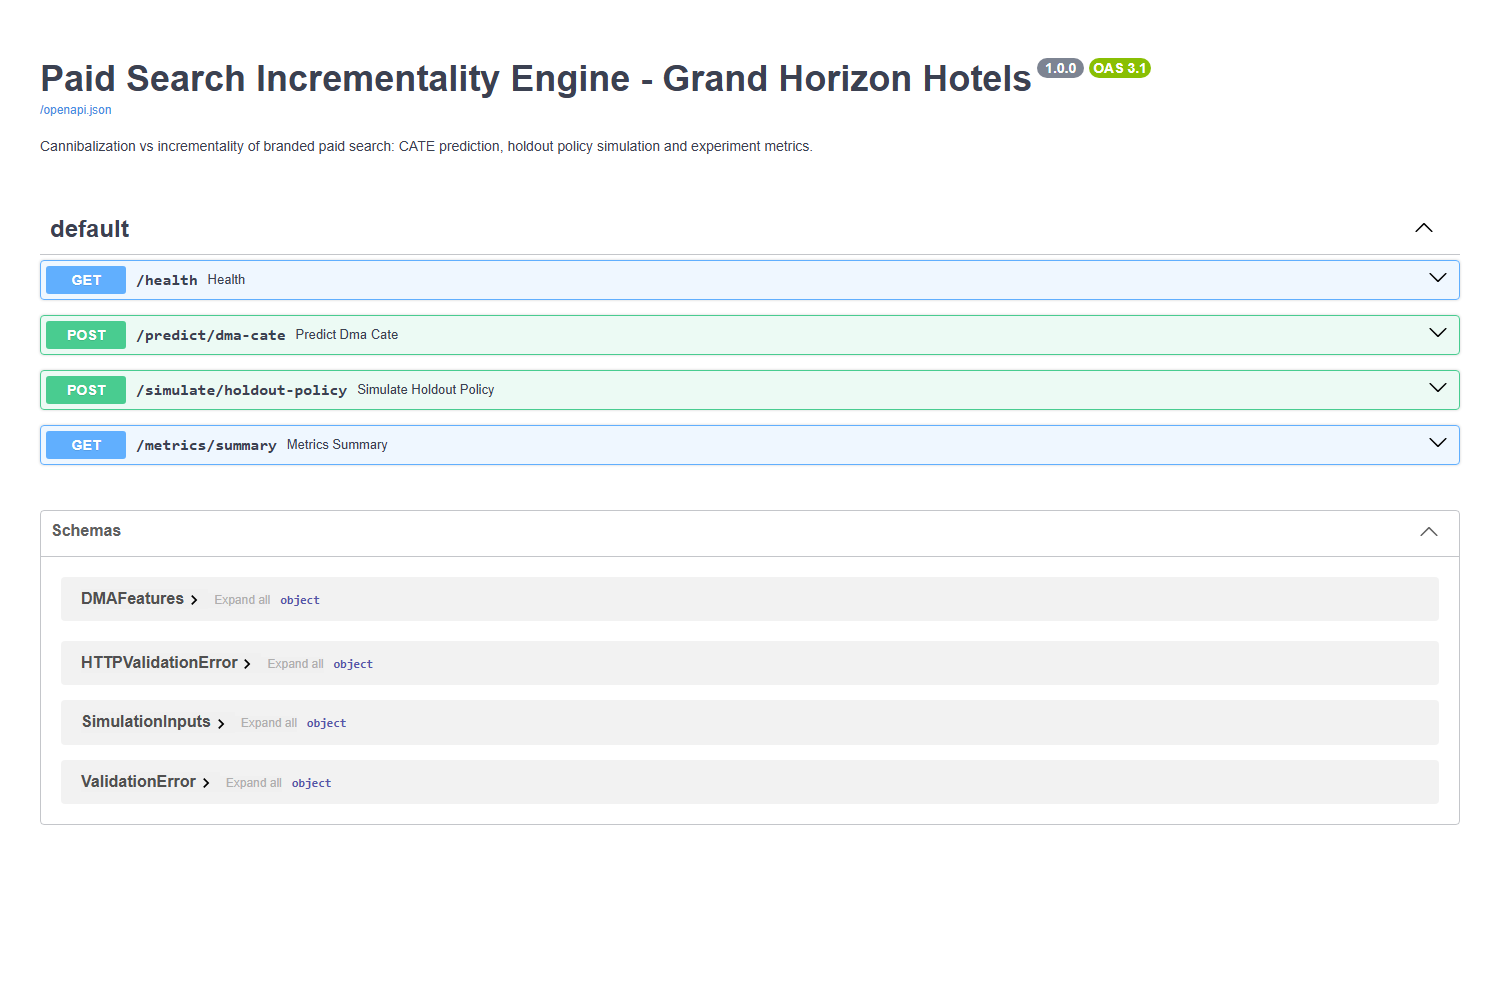 Paid Search Incrementality Engine - Grand Horizon Hotels 1.0.0 OAS 3.1
/openapi.json
Cannibalization vs incrementality of branded paid search: CATE prediction, holdout policy simulation and experiment metrics.
default
GET /health Health
POST /predict/dma-cate Predict Dma Cate
POST /simulate/holdout-policy Simulate Holdout Policy
GET /metrics/summary Metrics Summary
Schemas
DMAFeatures Expand all object
HTTPValidationError Expand all object
SimulationInputs Expand all object
ValidationError Expand all object